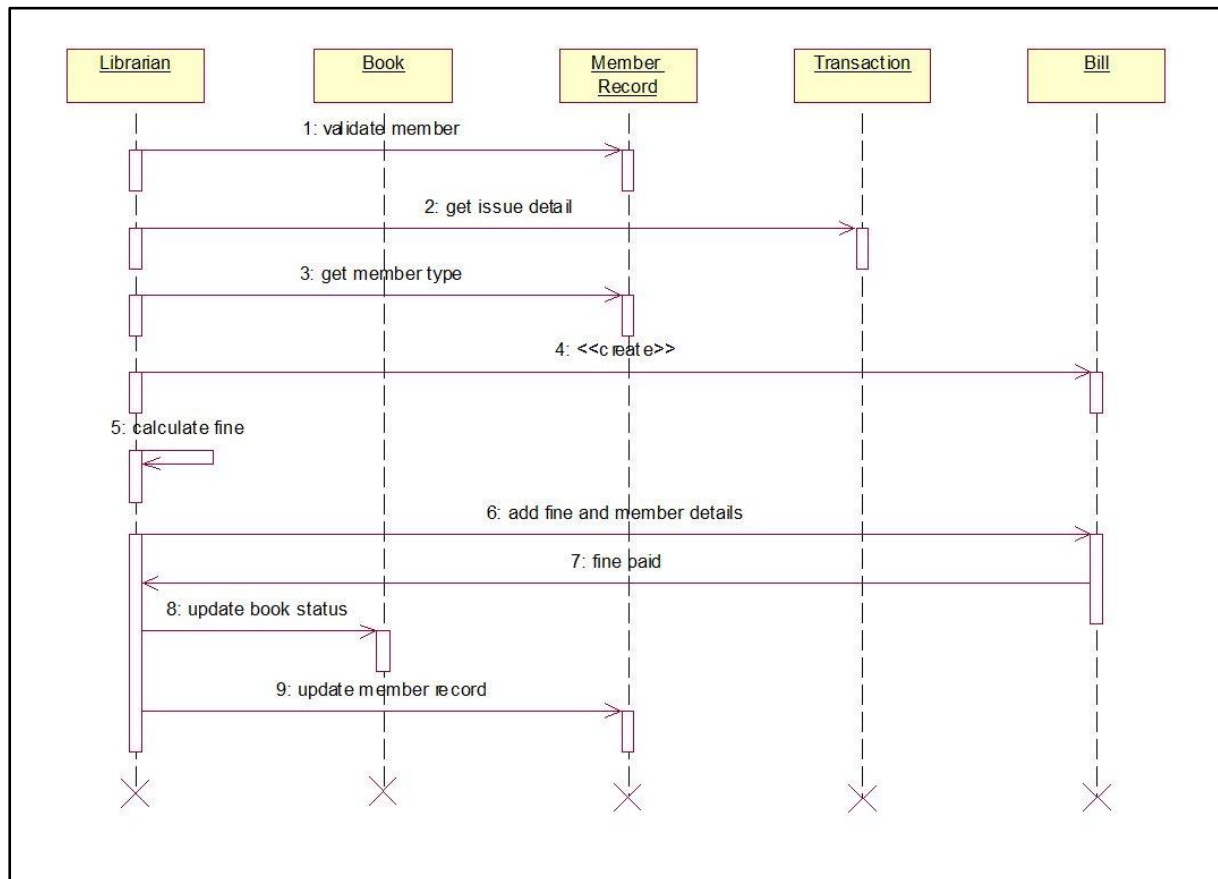 Librarian
Book
Member
Record
Transaction
Bill
1: validate member
2: get issue detail
3: get member type
4: <<create>>
5: calculate fine
6: add fine and member details
7: fine paid
8: update book status
9: update member record